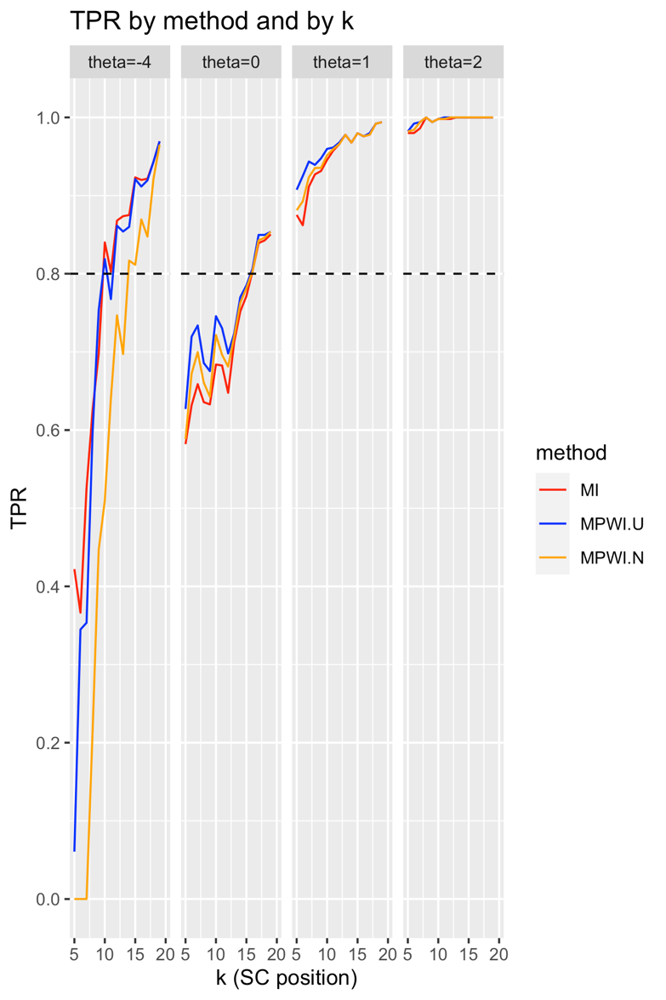 TPR by method and by k
theta=-4 theta=0 theta=1 theta=2
1.0
0.8
0.6
0.4
0.2
0.0
TPR
5 10 15 20 5 10 15 20 5 10 15 20 5 10 15 20
k (SC position)
method
MI
MPWI.U
MPWI.N